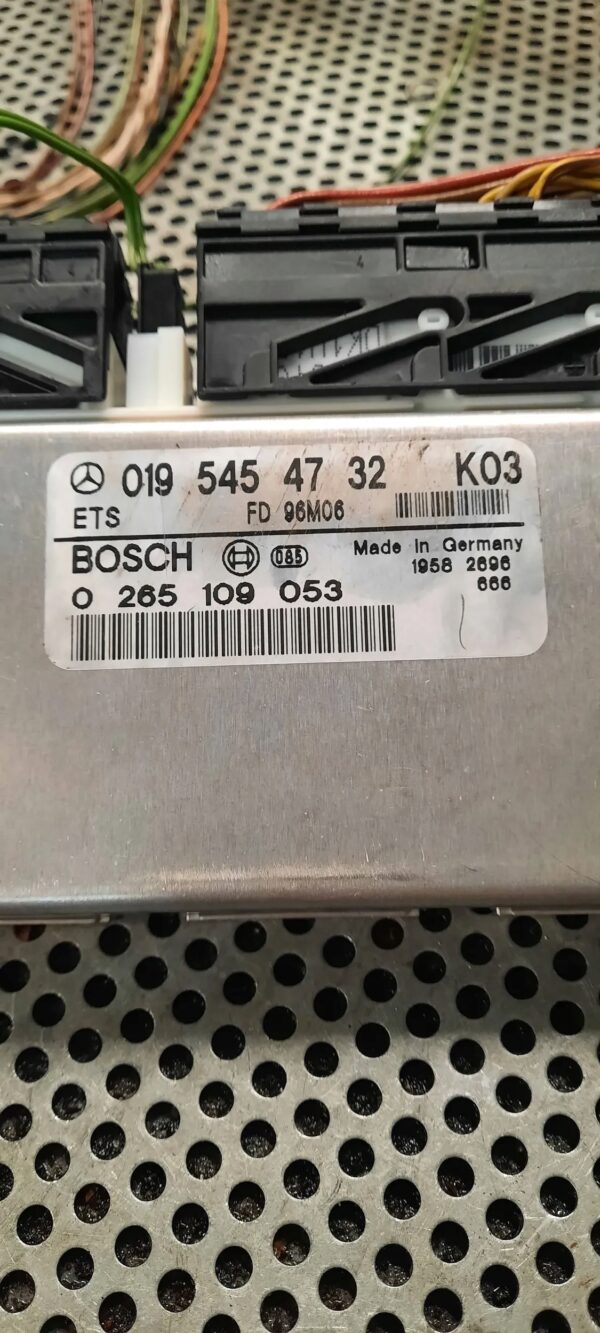 019 545 47 32 K03
ETS FD 96M06
BOSCH 085 Made in Germany
1958 2696
0 265 109 053 666